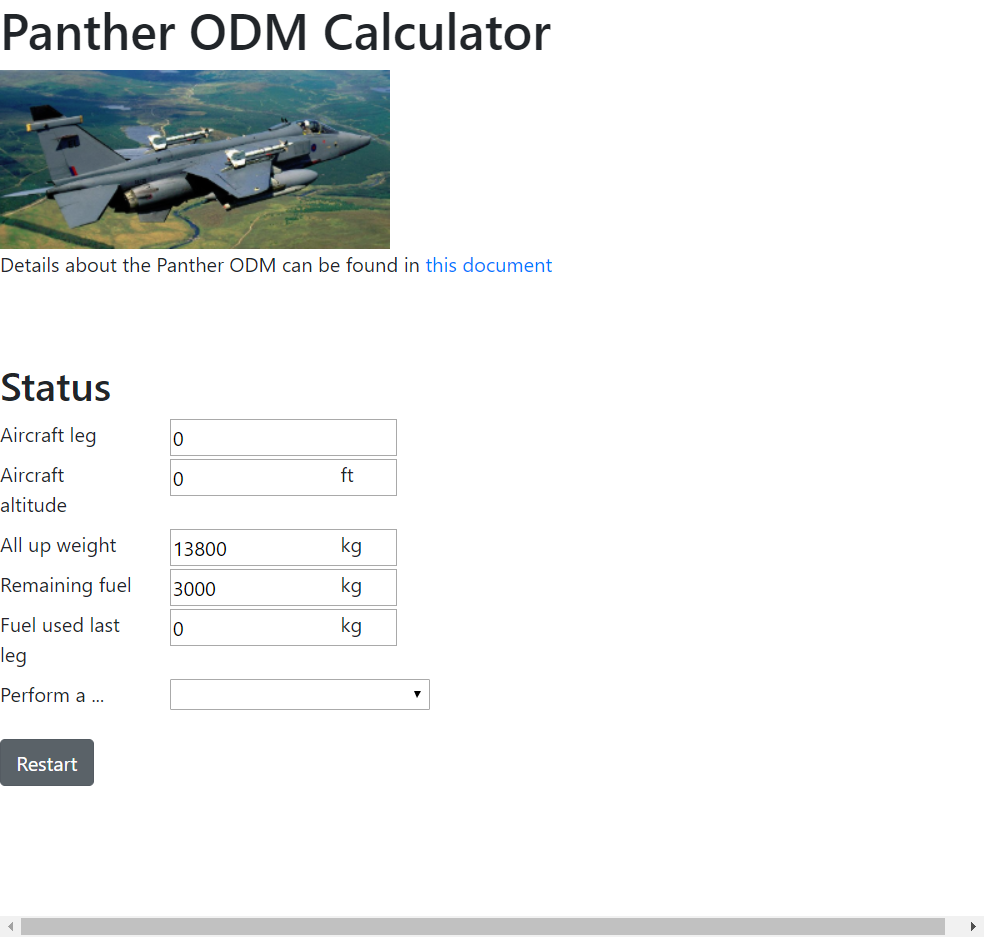 Panther ODM Calculator
Details about the Panther ODM can be found in this document
Status
Aircraft leg 0
Aircraft altitude 0 ft
All up weight 13800 kg
Remaining fuel 3000 kg
Fuel used last leg 0 kg
Perform a ...
Restart